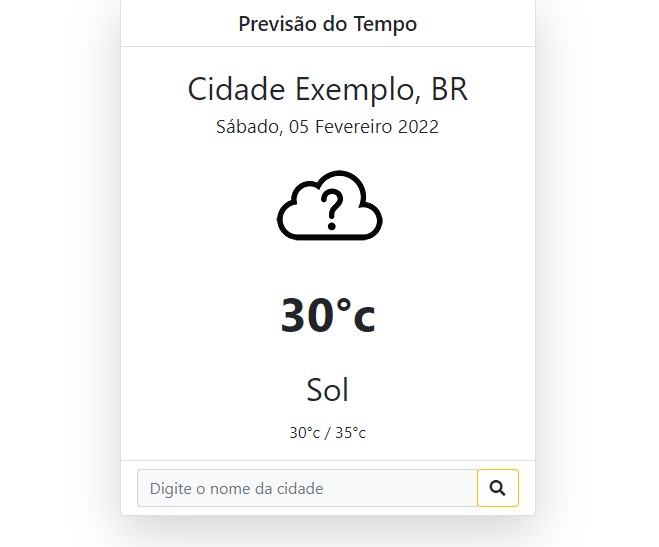 Previsão do Tempo
Cidade Exemplo, BR
Sábado, 05 Fevereiro 2022
?
30°c
Sol
30°c / 35°c
Digite o nome da cidade